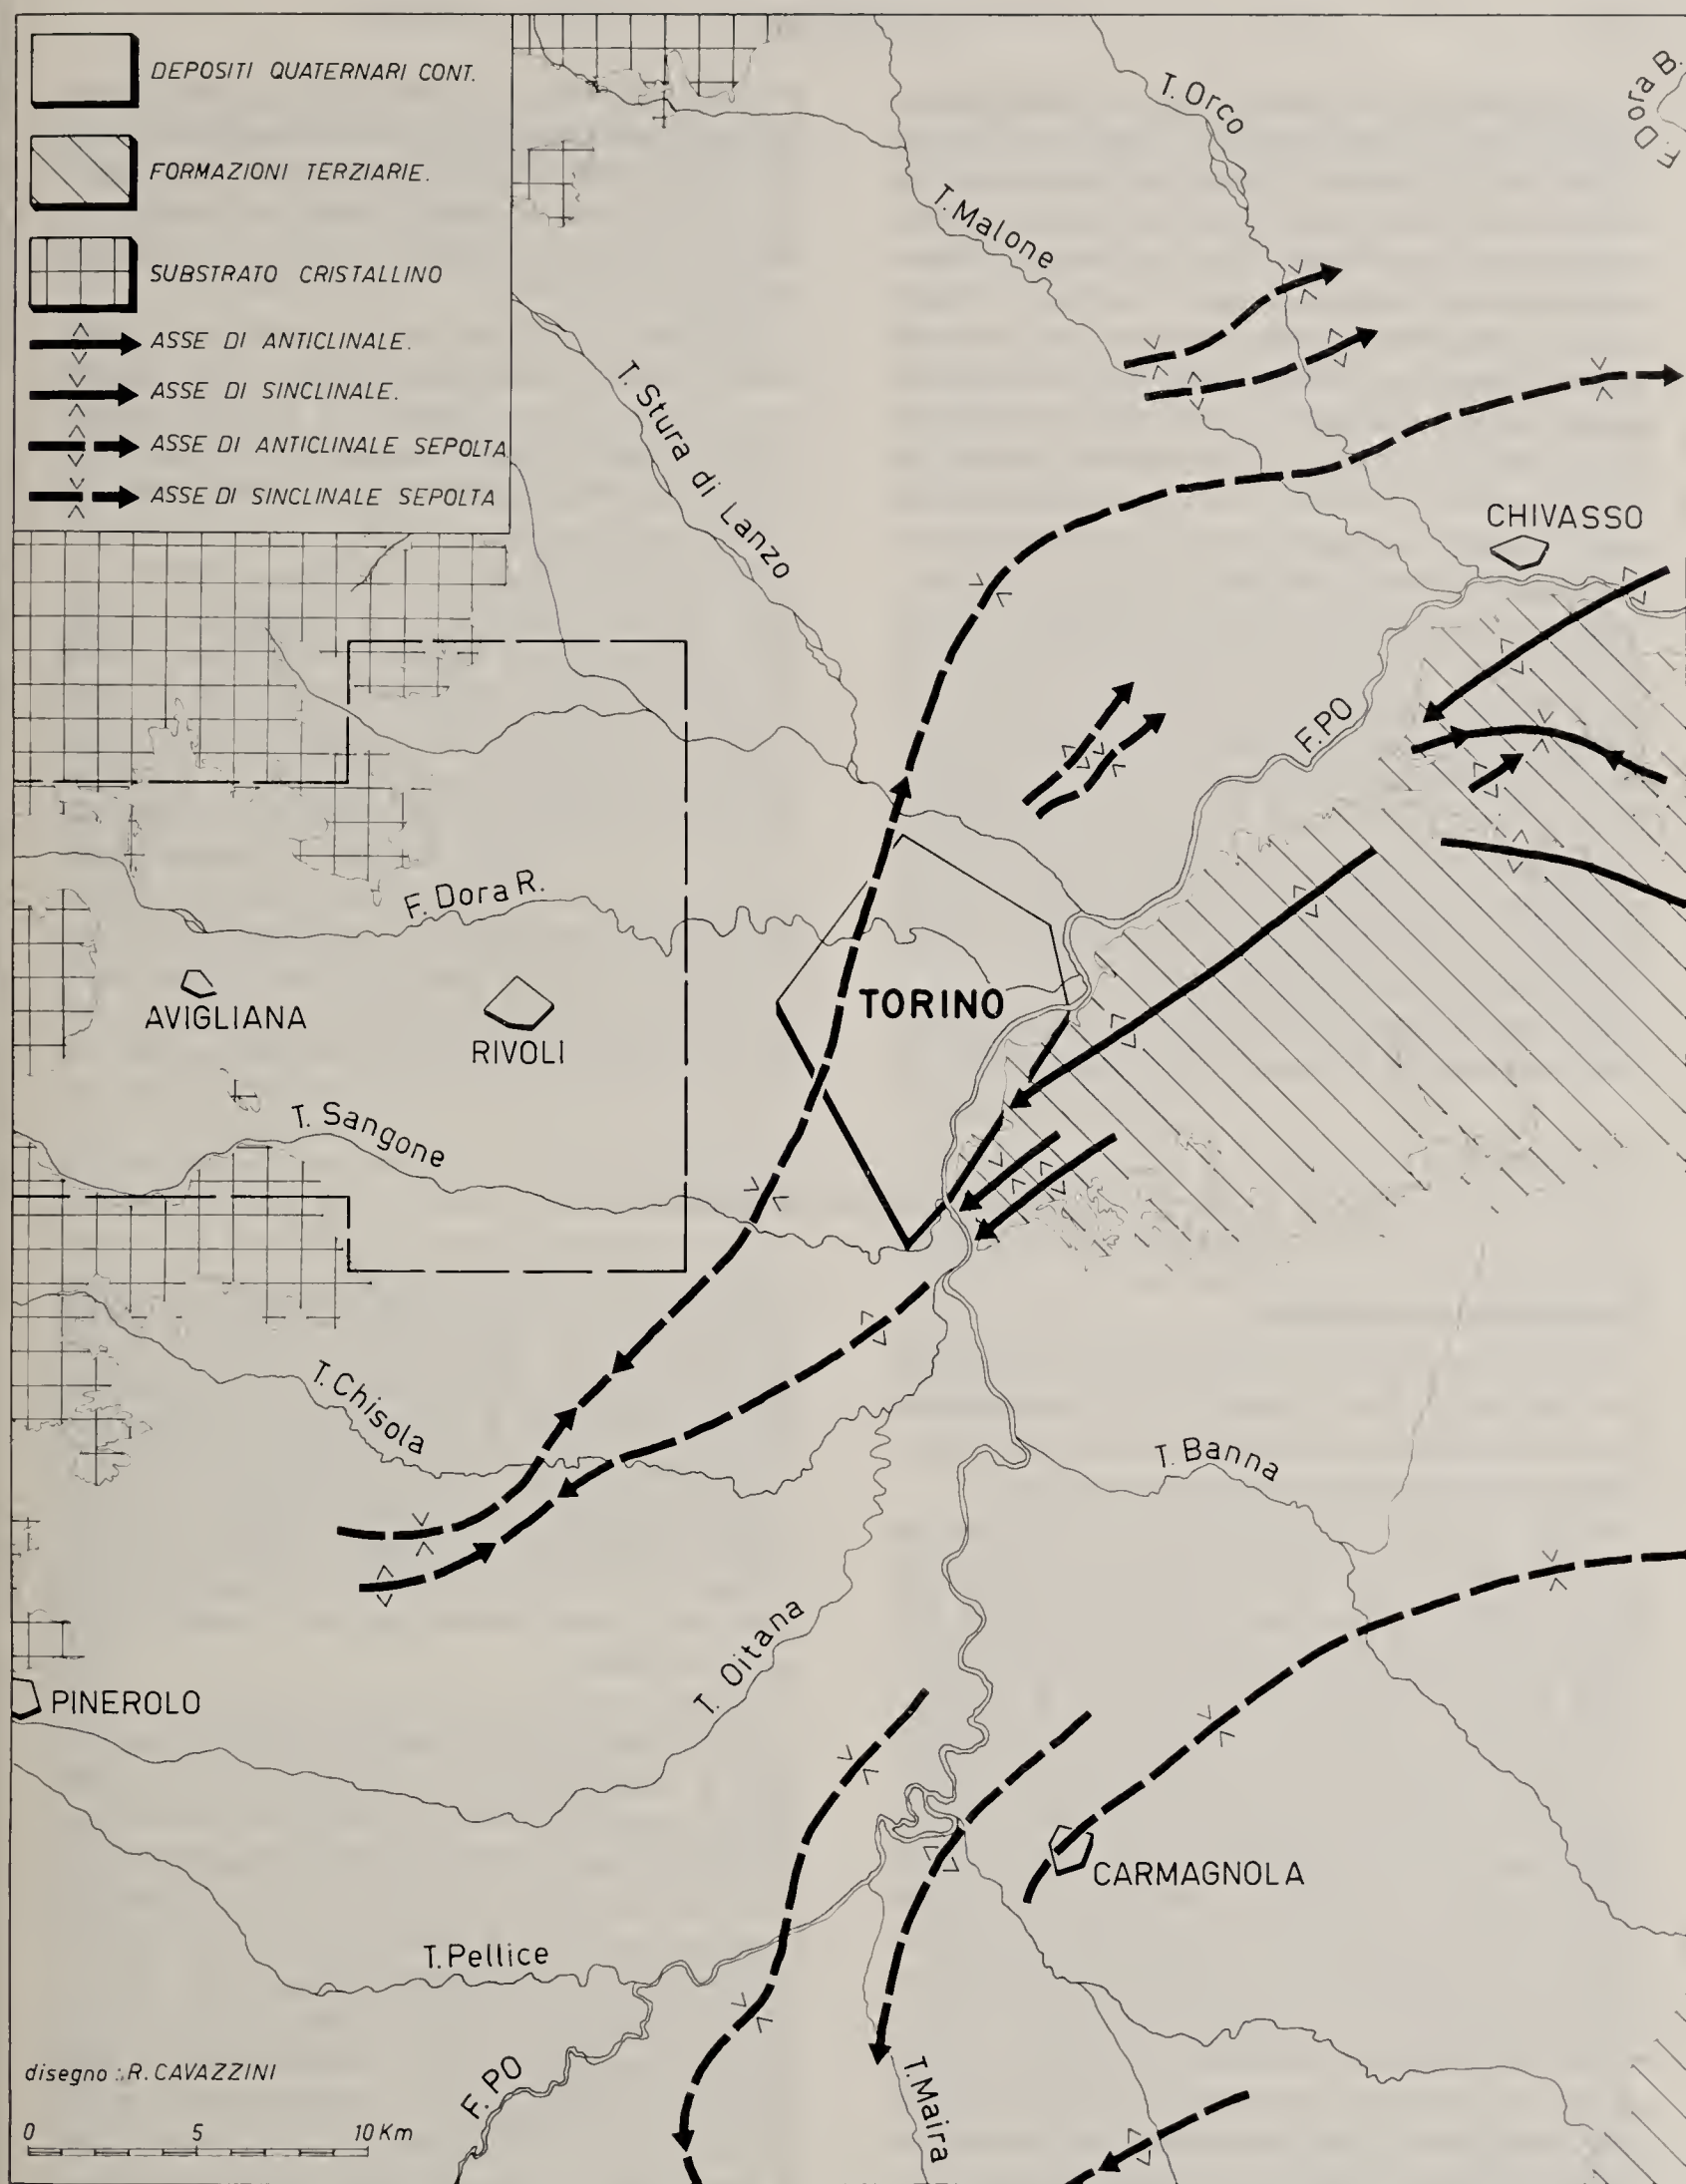 DEPOSITI QUATERNARI CONT.
FORMAZIONI TERZIARIE.
SUBSTRATO CRISTALLINO
ASSE DI ANTICLINALE.
ASSE DI SINCLINALE.
ASSE DI ANTICLINALE SEPOLTA
ASSE DI SINCLINALE SEPOLTA
T. Orco
F. Dora B.
T. Malone
T. Stura di Lanzo
CHIVASSO
F. PO
F. Dora R.
AVIGLIANA
RIVOLI
TORINO
T. Sangone
T. Chisola
T. Banna
T. Oitana
PINEROLO
CARMAGNOLA
T. Pellice
F. PO
T. Maira
disegno : R. CAVAZZINI
0 5 10 Km